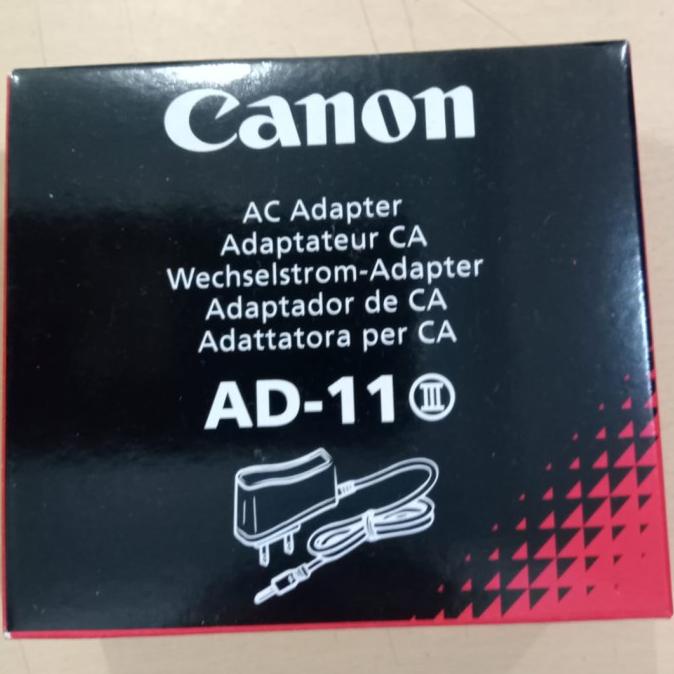 Canon
AC Adapter
Adaptateur CA
Wechselstrom-Adapter
Adaptador de CA
Adattatora per CA
AD-11 III